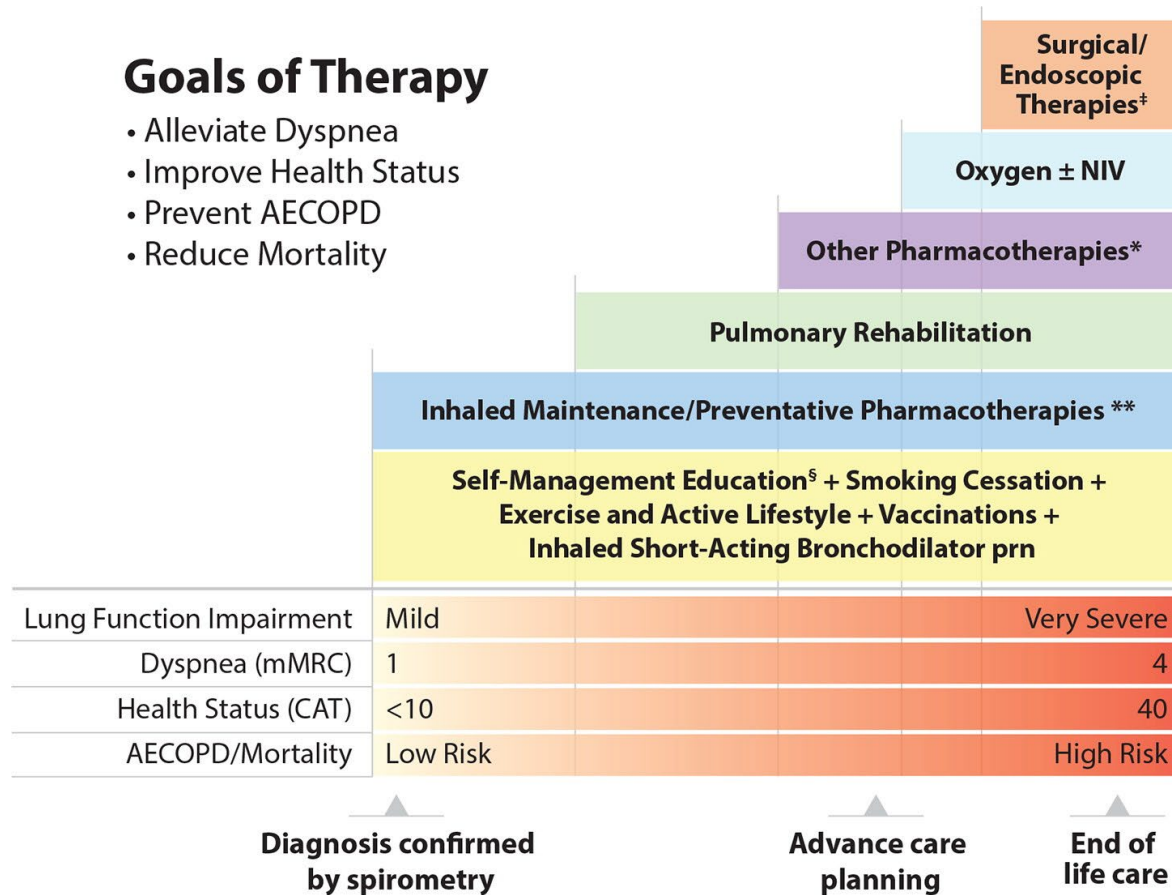 Goals of Therapy
• Alleviate Dyspnea
• Improve Health Status
• Prevent AECOPD
• Reduce Mortality
Surgical/
Endoscopic
Therapies‡
Oxygen ± NIV
Other Pharmacotherapies*
Pulmonary Rehabilitation
Inhaled Maintenance/Preventative Pharmacotherapies **
Self-Management Education§ + Smoking Cessation +
Exercise and Active Lifestyle + Vaccinations +
Inhaled Short-Acting Bronchodilator prn
Lung Function Impairment Mild Very Severe
Dyspnea (mMRC) 1 4
Health Status (CAT) <10 40
AECOPD/Mortality Low Risk High Risk
Diagnosis confirmed
by spirometry
Advance care
planning
End of
life care